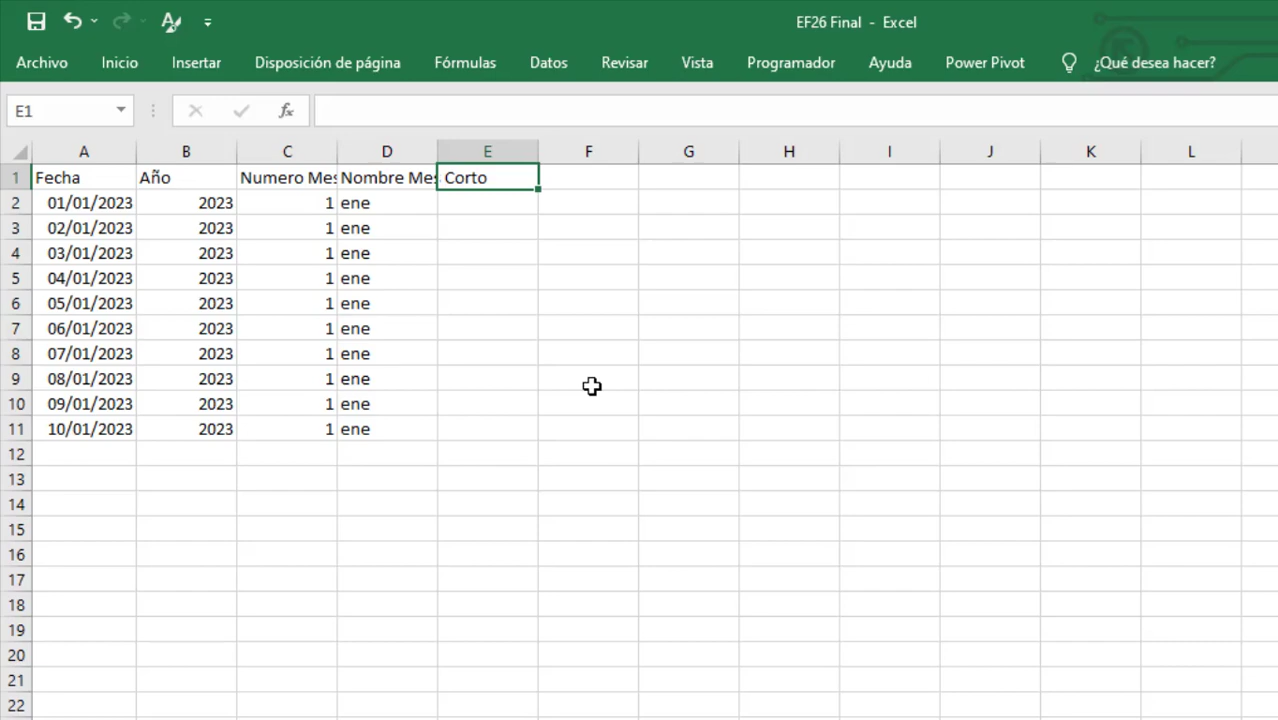 EF26 Final - Excel
Archivo Inicio Insertar Disposición de página Fórmulas Datos Revisar Vista Programador Ayuda Power Pivot ¿Qué desea hacer?
E1 fx
A B C D E F G H I J K L
1 Fecha Año Numero Mes Nombre Mes Corto
2 01/01/2023 2023 1 ene
3 02/01/2023 2023 1 ene
4 03/01/2023 2023 1 ene
5 04/01/2023 2023 1 ene
6 05/01/2023 2023 1 ene
7 06/01/2023 2023 1 ene
8 07/01/2023 2023 1 ene
9 08/01/2023 2023 1 ene
10 09/01/2023 2023 1 ene
11 10/01/2023 2023 1 ene
12
13
14
15
16
17
18
19
20
21
22